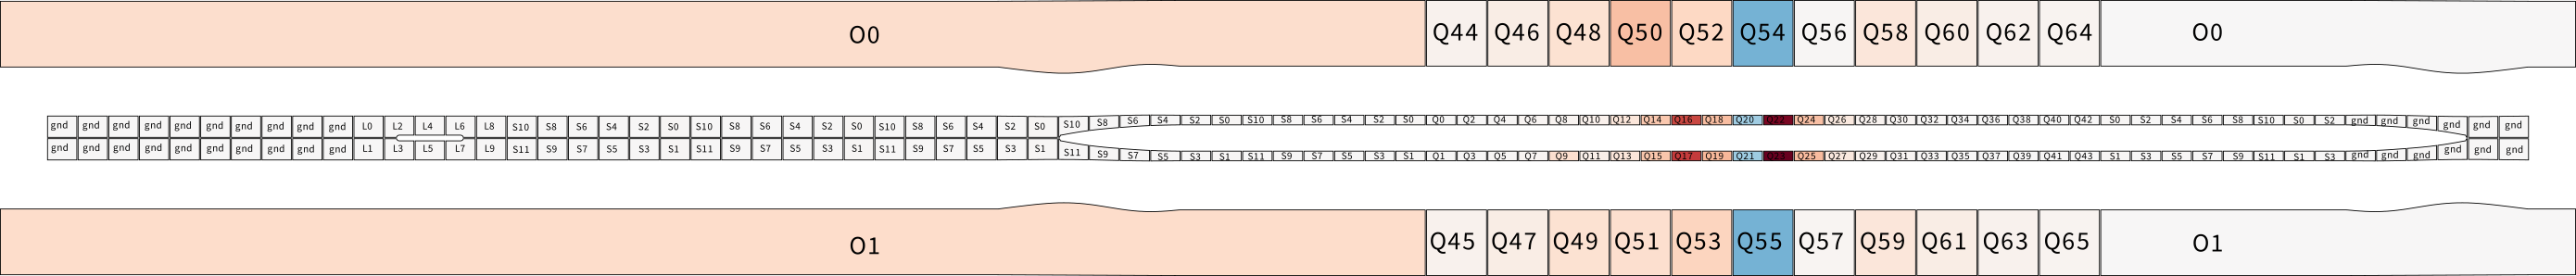 O0 Q44 Q46 Q48 Q50 Q52 Q54 Q56 Q58 Q60 Q62 Q64 O0
gnd gnd gnd gnd gnd gnd gnd gnd gnd gnd L0 L2 L4 L6 L8 S10 S8 S6 S4 S2 S0 S10 S8 S6 S4 S2 S0 S10 S8 S6 S4 S2 S0 S10 S8 S6 S4 S2 S0 S10 S8 S6 S4 S2 S0 Q0 Q2 Q4 Q6 Q8 Q10 Q12 Q14 Q16 Q18 Q20 Q22 Q24 Q26 Q28 Q30 Q32 Q34 Q36 Q38 Q40 Q42 S0 S2 S4 S6 S8 S10 S0 S2 gnd gnd gnd gnd gnd gnd
gnd gnd gnd gnd gnd gnd gnd gnd gnd gnd L1 L3 L5 L7 L9 S11 S9 S7 S5 S3 S1 S11 S9 S7 S5 S3 S1 S11 S9 S7 S5 S3 S1 S11 S9 S7 S5 S3 S1 S11 S9 S7 S5 S3 S1 Q1 Q3 Q5 Q7 Q9 Q11 Q13 Q15 Q17 Q19 Q21 Q25 Q27 Q29 Q31 Q33 Q35 Q37 Q39 Q41 Q43 S1 S3 S5 S7 S9 S11 S1 S3 gnd gnd gnd gnd gnd gnd
O1 Q45 Q47 Q49 Q51 Q53 Q55 Q57 Q59 Q61 Q63 Q65 O1